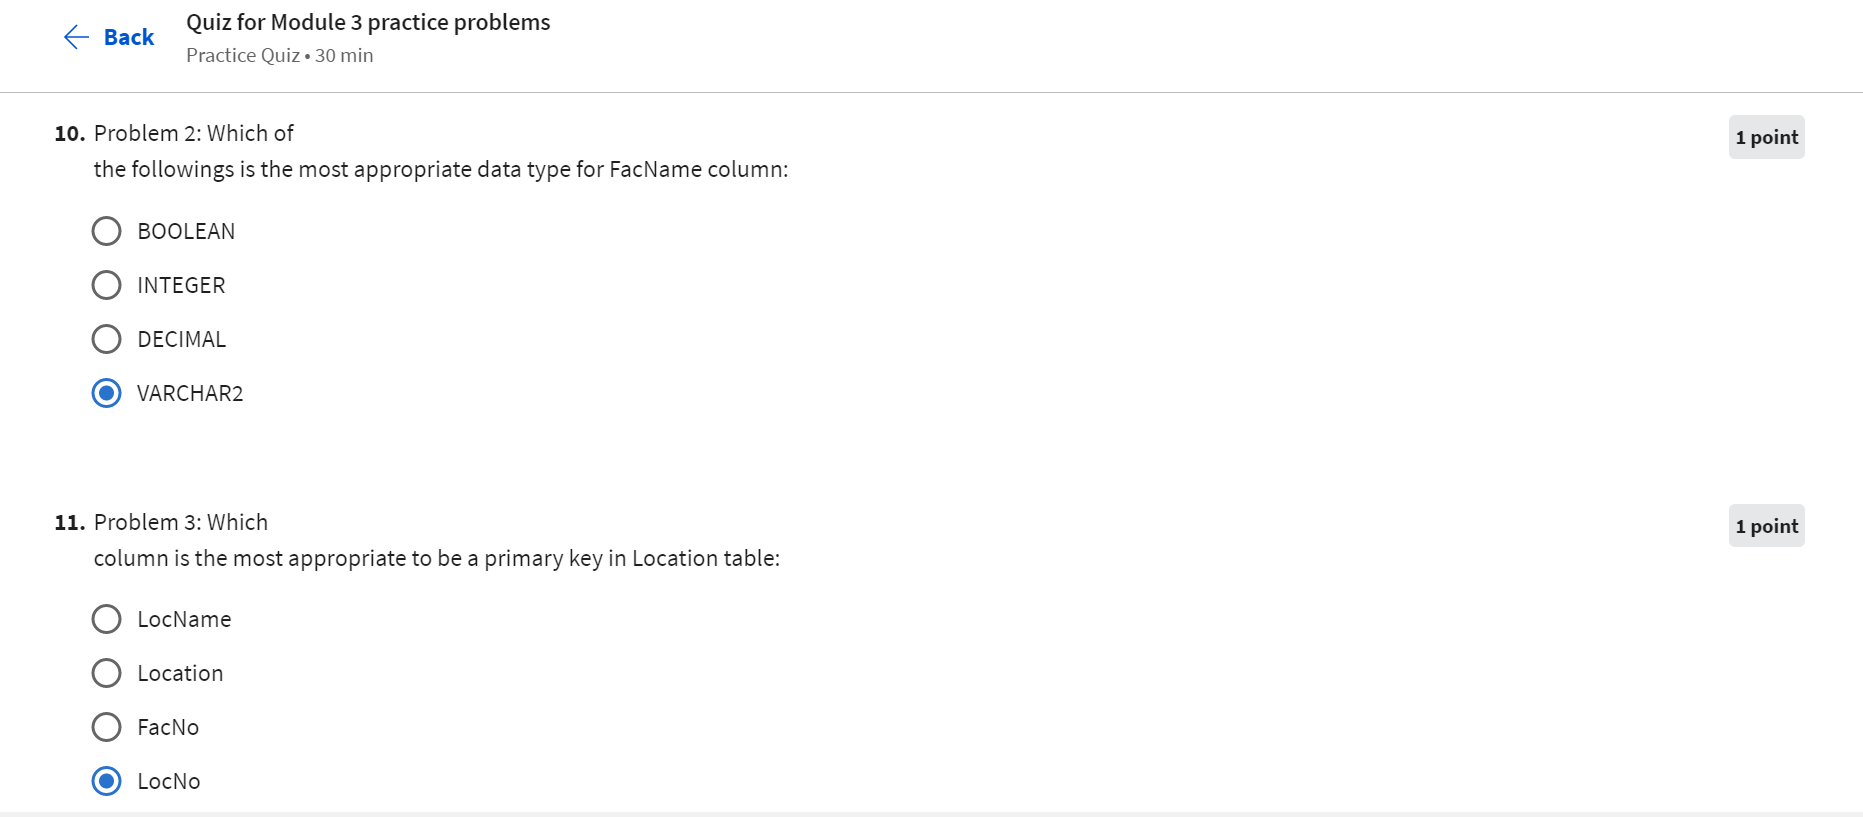 Back
Quiz for Module 3 practice problems
Practice Quiz • 30 min
10. Problem 2: Which of
the followings is the most appropriate data type for FacName column:
1 point
BOOLEAN
INTEGER
DECIMAL
VARCHAR2
11. Problem 3: Which
column is the most appropriate to be a primary key in Location table:
1 point
LocName
Location
FacNo
LocNo